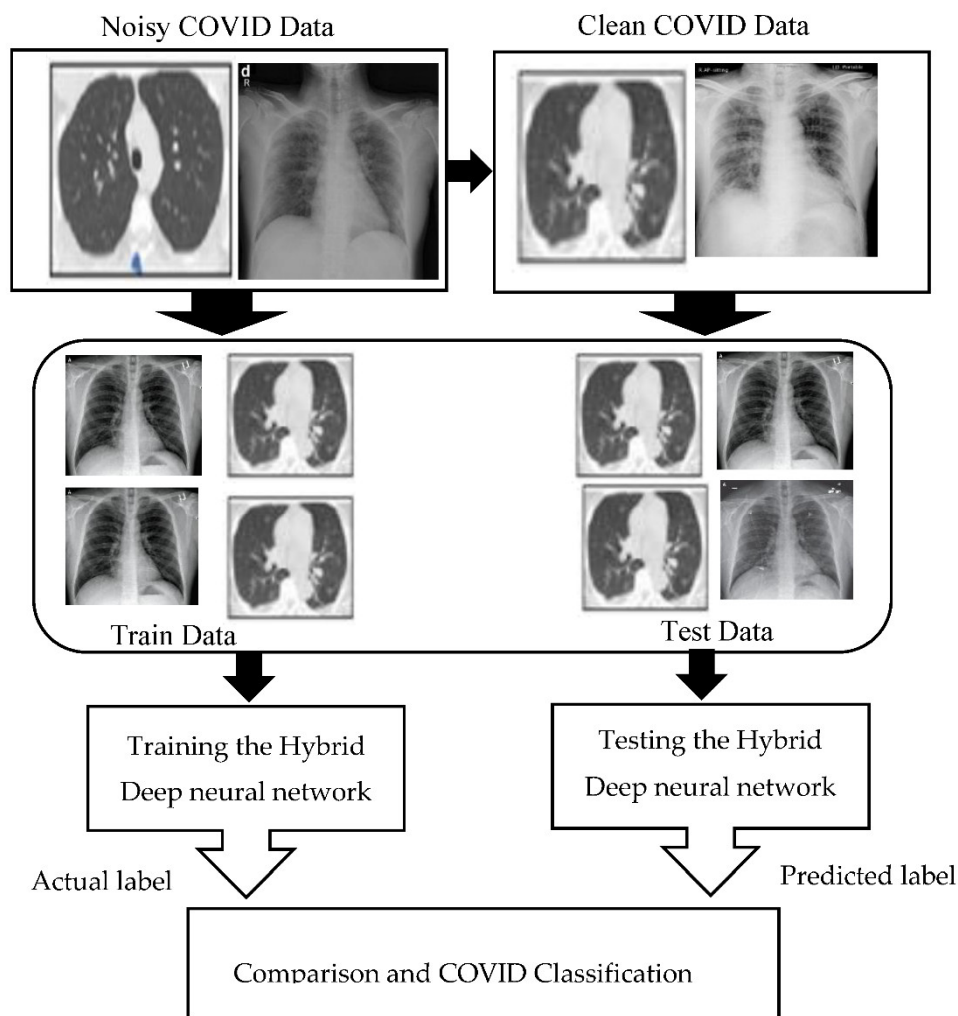 Noisy COVID Data
Clean COVID Data
d
R
Train Data
Test Data
Training the Hybrid
Deep neural network
Testing the Hybrid
Deep neural network
Actual label
Predicted label
Comparison and COVID Classification